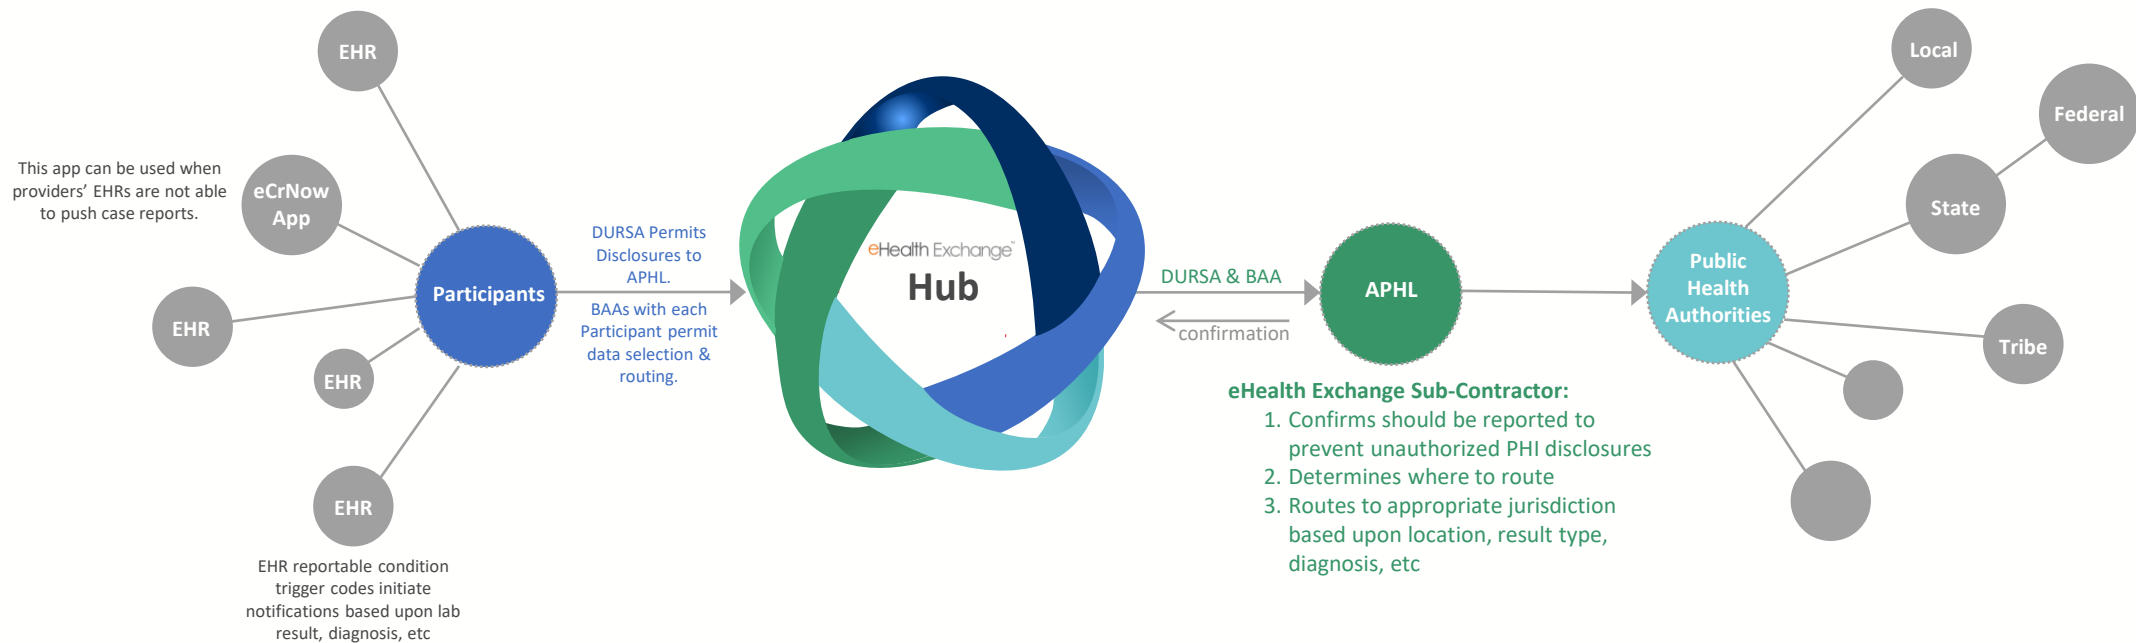 EHR
This app can be used when
providers’ EHRs are not able
to push case reports.
eCrNow
App
EHR
EHR
EHR
EHR reportable condition
trigger codes initiate
notifications based upon lab
result, diagnosis, etc
Participants
DURSA Permits
Disclosures to
APHL.
BAAs with each
Participant permit
data selection &
routing.
eHealth Exchange™
Hub
DURSA & BAA
confirmation
APHL
eHealth Exchange Sub-Contractor:
1. Confirms should be reported to
prevent unauthorized PHI disclosures
2. Determines where to route
3. Routes to appropriate jurisdiction
based upon location, result type,
diagnosis, etc
Public
Health
Authorities
Local
Federal
State
Tribe